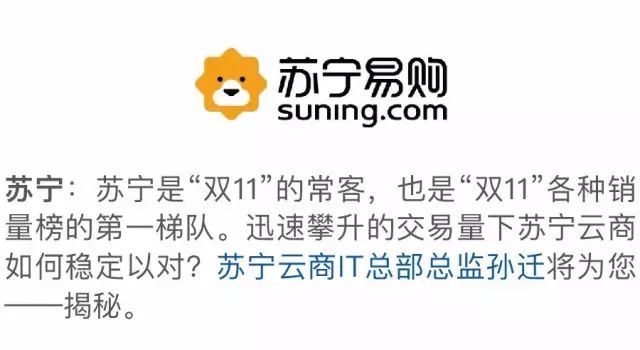 苏宁易购
suning.com
苏宁：苏宁是“双11”的常客，也是“双11”各种销
量榜的第一梯队。迅速攀升的交易量下苏宁云商
如何稳定以对？苏宁云商IT总部总监孙迁将为您
——揭秘。